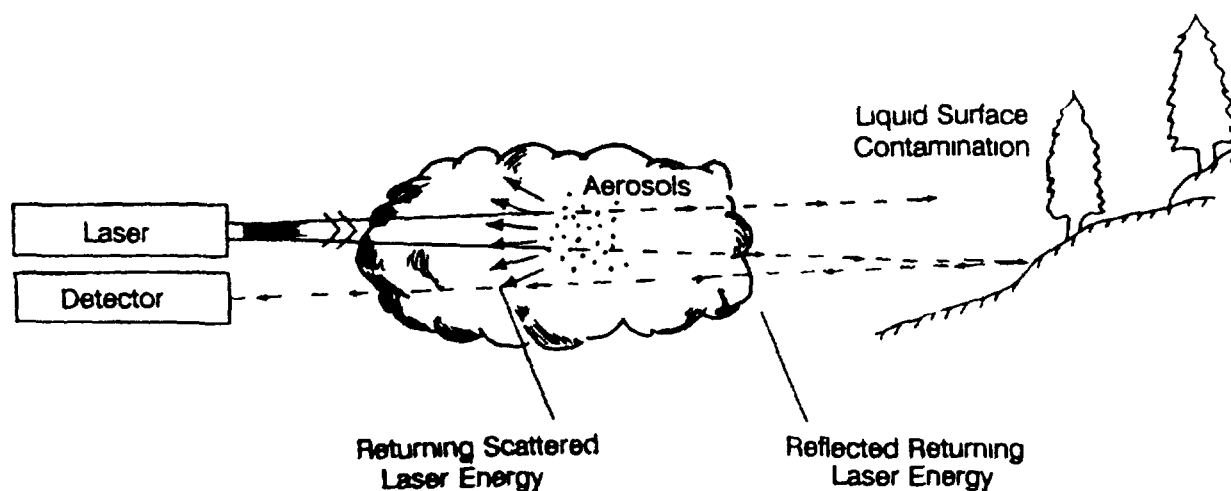 Liquid Surface
Contamination
Aerosols
Laser
Detector
Returning Scattered
Laser Energy
Reflected Returning
Laser Energy